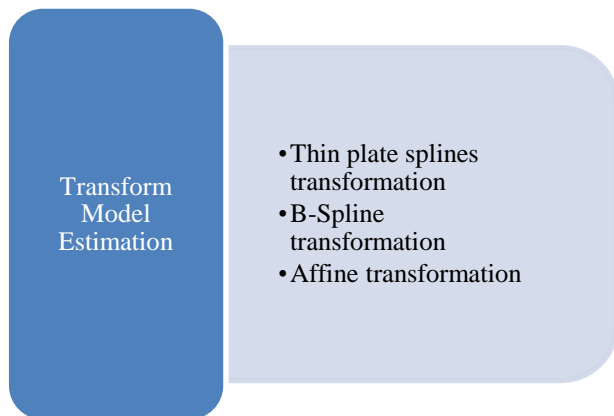 Transform
Model
Estimation
•Thin plate splines
transformation
•B-Spline
transformation
•Affine transformation